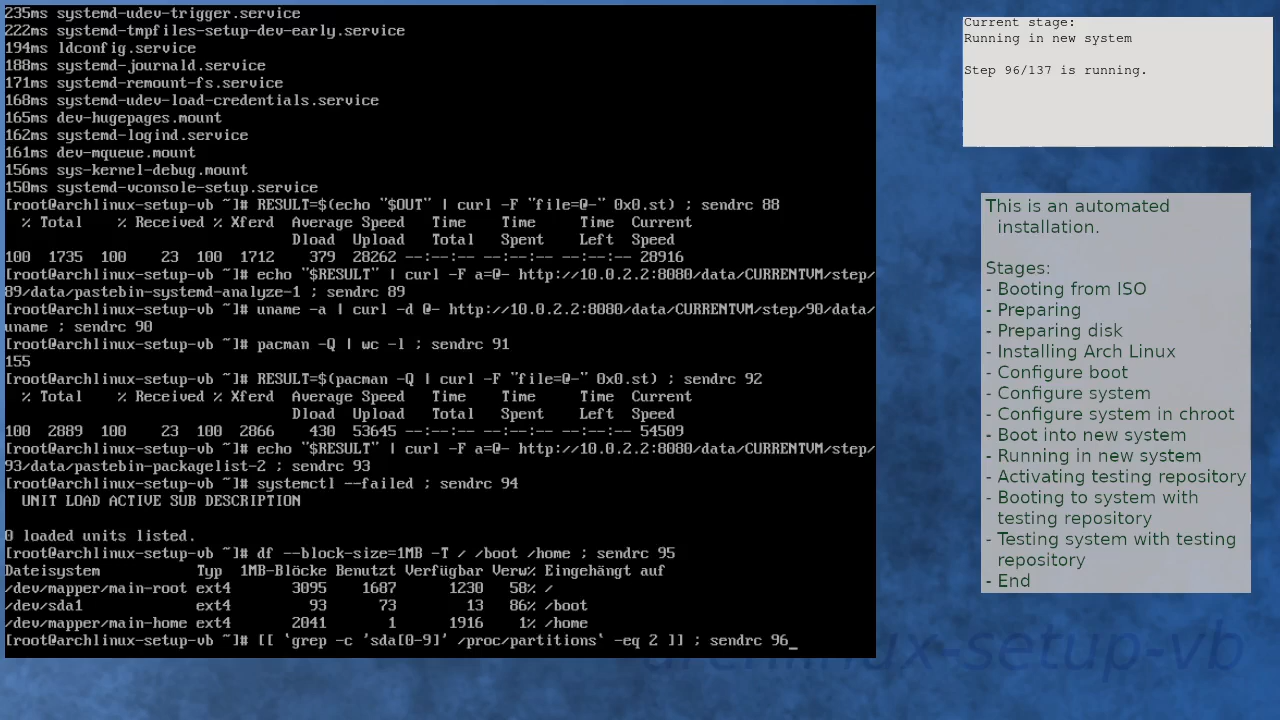 235ms systemd-udev-trigger.service
222ms systemd-tmpfiles-setup-dev-early.service
194ms ldconfig.service
188ms systemd-journald.service
171ms systemd-remount-fs.service
168ms systemd-udev-load-credentials.service
165ms dev-hugepages.mount
162ms systemd-logind.service
161ms dev-mqueue.mount
156ms sys-kernel-debug.mount
150ms systemd-vconsole-setup.service
[root@archlinux-setup-vb ~]# RESULT=$(echo "$OUT" | curl -F "file=@-" 0x0.st) ; sendrc 88
% Total % Received % Xferd Average Speed Time Time Time Current
Dload Upload Total Spent Left Speed
100 1735 100 23 100 1712 379 28262 --:--:-- --:--:-- --:--:-- 28916
[root@archlinux-setup-vb ~]# echo "$RESULT" | curl -F a=@- http://10.0.2.2:8080/data/CURRENTVM/step/
89/data/pastebin-systemd-analyze-1 ; sendrc 89
[root@archlinux-setup-vb ~]# uname -a | curl -d @- http://10.0.2.2:8080/data/CURRENTVM/step/90/data/
uname ; sendrc 90
[root@archlinux-setup-vb ~]# pacman -Q | wc -l ; sendrc 91
155
[root@archlinux-setup-vb ~]# RESULT=$(pacman -Q | curl -F "file=@-" 0x0.st) ; sendrc 92
% Total % Received % Xferd Average Speed Time Time Time Current
Dload Upload Total Spent Left Speed
100 2889 100 23 100 2866 430 53645 --:--:-- --:--:-- --:--:-- 54509
[root@archlinux-setup-vb ~]# echo "$RESULT" | curl -F a=@- http://10.0.2.2:8080/data/CURRENTVM/step/
93/data/pastebin-packagelist-2 ; sendrc 93
[root@archlinux-setup-vb ~]# systemctl --failed ; sendrc 94
UNIT LOAD ACTIVE SUB DESCRIPTION
0 loaded units listed.
[root@archlinux-setup-vb ~]# df --block-size=1MB -T / /boot /home ; sendrc 95
Dateisystem Typ 1MB-Blöcke Benutzt Verfügbar Verw% Eingehängt auf
/dev/mapper/main-root ext4 3095 1687 1230 58% /
/dev/sda1 ext4 93 73 13 86% /boot
/dev/mapper/main-home ext4 2041 1 1916 1% /home
[root@archlinux-setup-vb ~]# [[ `grep -c 'sda[0-9]' /proc/partitions` -eq 2 ]] ; sendrc 96_
Current stage:
Running in new system
Step 96/137 is running.
This is an automated
installation.
Stages:
- Booting from ISO
- Preparing
- Preparing disk
- Installing Arch Linux
- Configure boot
- Configure system
- Configure system in chroot
- Boot into new system
- Running in new system
- Activating testing repository
- Booting to system with
testing repository
- Testing system with testing
repository
- End
archlinux-setup-vb